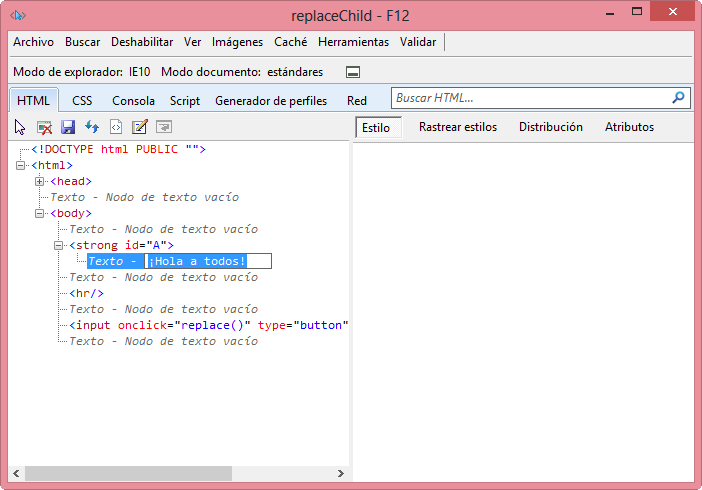 replaceChild - F12
Archivo Buscar Deshabilitar Ver Imágenes Caché Herramientas Validar
Modo de explorador: IE10 Modo documento: estándares
HTML CSS Consola Script Generador de perfiles Red Buscar HTML...
Estilo Rastrear estilos Distribución Atributos
<!DOCTYPE html PUBLIC "">
<html>
<head>
Texto - Nodo de texto vacío
<body>
Texto - Nodo de texto vacío
<strong id="A">
Texto - ¡Hola a todos!
Texto - Nodo de texto vacío
<hr/>
Texto - Nodo de texto vacío
<input onclick="replace()" type="button"
Texto - Nodo de texto vacío